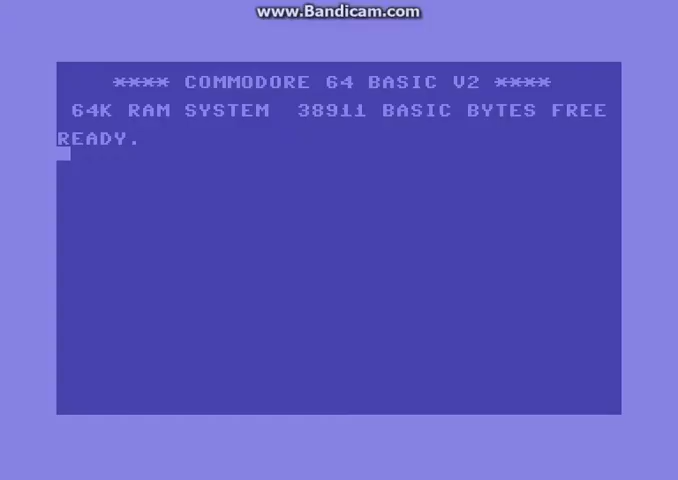 www.Bandicam.com
**** COMMODORE 64 BASIC V2 ****
64K RAM SYSTEM  38911 BASIC BYTES FREE
READY.